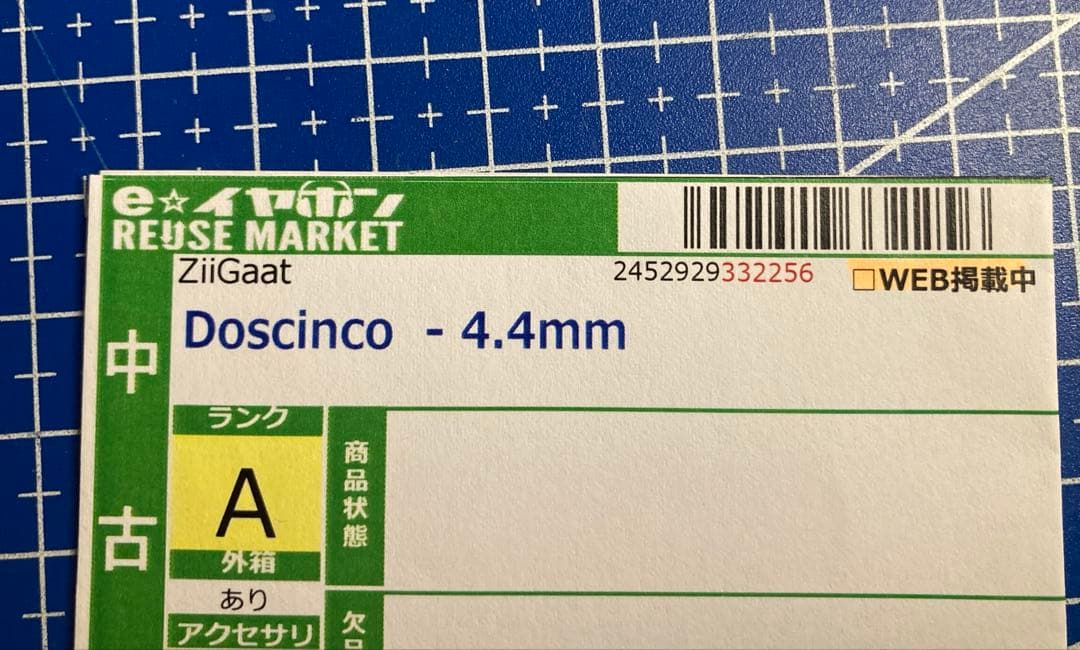 e☆イヤホン
REUSE MARKET
ZiiGaat
2452929332256
□WEB掲載中
Doscinco - 4.4mm
中古
ランク
A
外箱
あり
アクセサリ
商品状態
欠